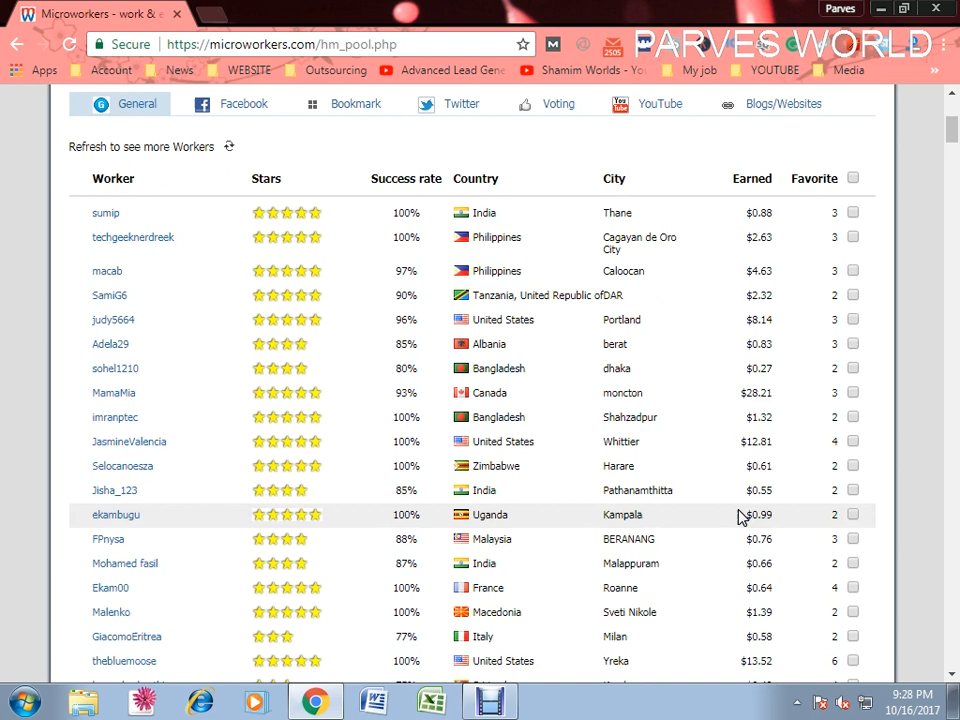 Microworkers - work & e
Parves
Secure
https://microworkers.com/hm_pool.php
2505
PARVES WORLD
Apps
Account
News
WEBSITE
Outsourcing
Advanced Lead Gene
Shamim Worlds - Yo
My job
YOUTUBE
Media
General
Facebook
Bookmark
Twitter
Voting
YouTube
Blogs/Websites
Refresh to see more Workers
Worker Stars Success rate Country City Earned Favorite
sumip 100% India Thane $0.88 3
techgeeknerdreek 100% Philippines Cagayan de Oro City $2.63 3
macab 97% Philippines Caloocan $4.63 3
SamiG6 90% Tanzania, United Republic of DAR $2.32 2
judy5664 96% United States Portland $8.14 3
Adela29 85% Albania berat $0.83 3
sohel1210 80% Bangladesh dhaka $0.27 2
MamaMia 93% Canada moncton $28.21 3
imranptec 100% Bangladesh Shahzadpur $1.32 2
JasmineValencia 100% United States Whittier $12.81 4
Selocanoesza 100% Zimbabwe Harare $0.61 2
Jisha_123 85% India Pathanamthitta $0.55 2
ekambugu 100% Uganda Kampala $0.99 2
FPnysa 88% Malaysia BERANANG $0.76 3
Mohamed fasil 87% India Malappuram $0.66 2
Ekam00 100% France Roanne $0.64 4
Malenko 100% Macedonia Sveti Nikole $1.39 2
GiacomoEritrea 77% Italy Milan $0.58 2
thebluemoose 100% United States Yreka $13.52 6
9:28 PM
10/16/2017